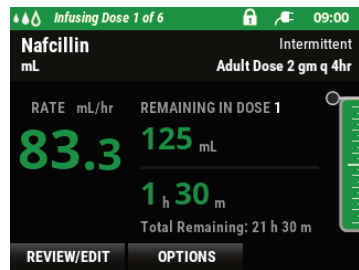 Infusing Dose 1 of 6 09:00
Nafcillin Intermittent
mL Adult Dose 2 gm q 4hr
RATE mL/hr REMAINING IN DOSE 1
83.3 125 mL
1 h 30 m
Total Remaining: 21 h 30 m
REVIEW/EDIT OPTIONS